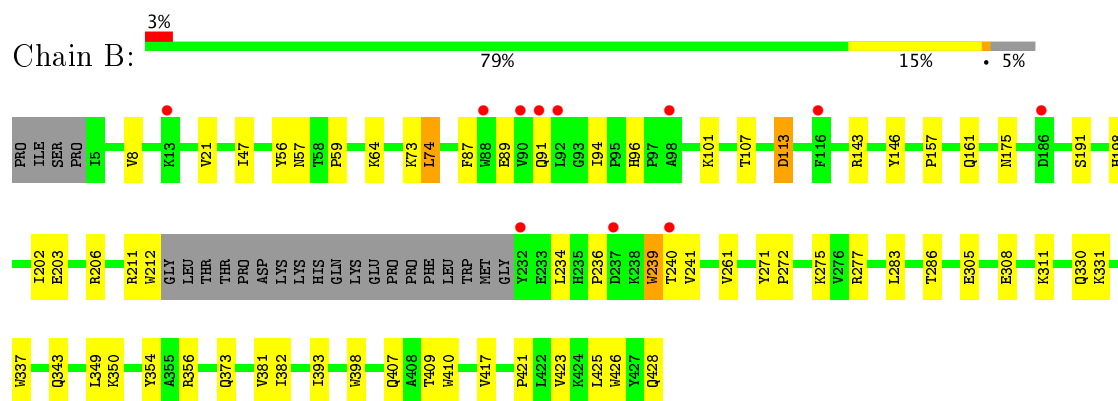 3%
Chain B:
79% 15% • 5%
PRO ILE SER PRO I5 V8 K13 V21 I47 Y56 N57 T58 P59 K64 K73 L74 F87 W88 E89 V90 Q91 L92 G93 I94 P95 H96 P97 A98 K101 T107 D113 F116 R143 Y146 P157 Q161 N175 D186 S191 H198
I202 E203 R206 R211 W212 GLY LEU THR THR PRO ASP LYS LYS HIS GLN LYS GLU PRO PRO PHE LEU TRP MET GLY Y232 E233 L234 H235 P236 D237 K238 W239 T240 V241 V261 Y271 P272 K275 V276 R277 L283 T286 E305 E308 K311 Q330 K331
W337 Q343 L349 K350 Y354 A355 R356 Q373 V381 I382 I393 W398 Q407 A408 T409 W410 V417 P421 L422 V423 K424 L425 W426 Y427 Q428